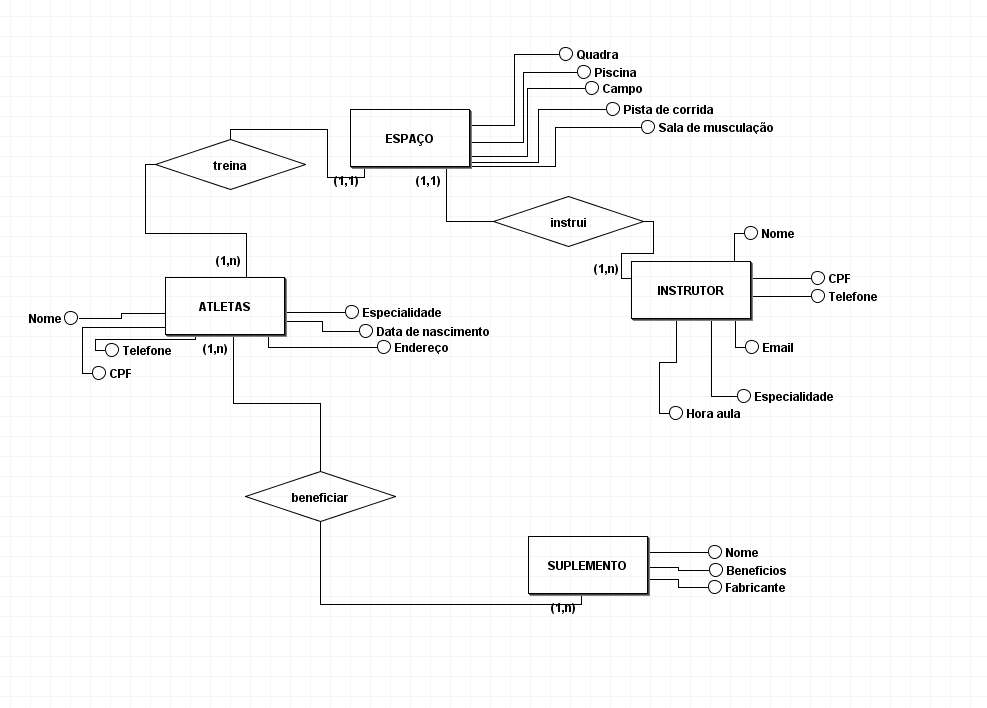 Quadra
Piscina
Campo
Pista de corrida
Sala de musculação
ESPAÇO
treina
(1,1)
(1,1)
instrui
Nome
(1,n)
(1,n)
CPF
INSTRUTOR
Telefone
ATLETAS
Nome
Especialidade
Data de nascimento
Endereço
Telefone
(1,n)
CPF
Email
Especialidade
Hora aula
beneficiar
SUPLEMENTO
Nome
Beneficios
Fabricante
(1,n)